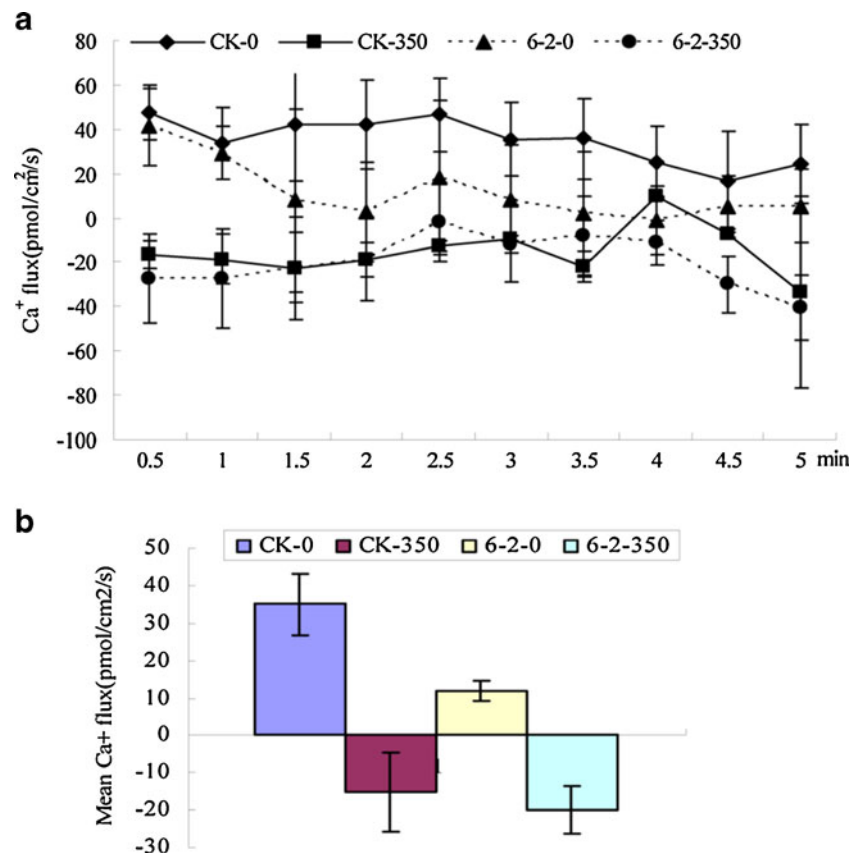 a
CK-0 CK-350 6-2-0 6-2-350
Ca⁺ flux(pmol/cm²/s)
80
60
40
20
0
-20
-40
-60
-80
-100
0.5 1 1.5 2 2.5 3 3.5 4 4.5 5 min
b
CK-0 CK-350 6-2-0 6-2-350
Mean Ca+ flux(pmol/cm2/s)
50
40
30
20
10
0
-10
-20
-30